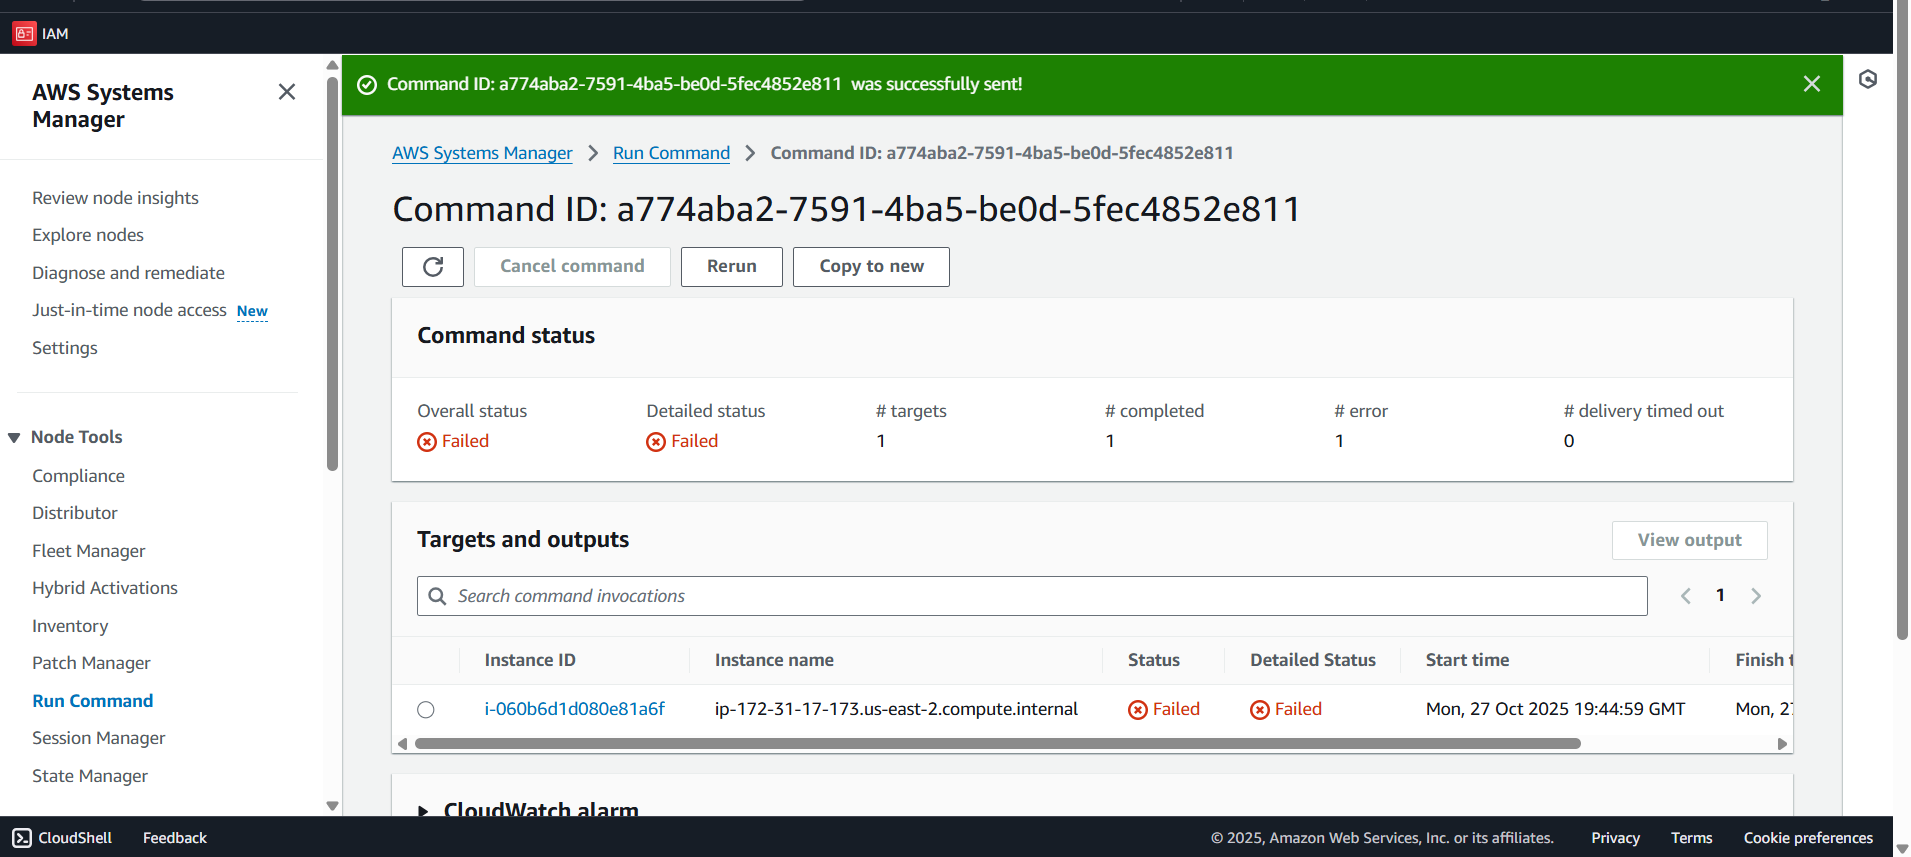 IAM
AWS Systems
Manager
Review node insights
Explore nodes
Diagnose and remediate
Just-in-time node access New
Settings
Node Tools
Compliance
Distributor
Fleet Manager
Hybrid Activations
Inventory
Patch Manager
Run Command
Session Manager
State Manager
Command ID: a774aba2-7591-4ba5-be0d-5fec4852e811 was successfully sent!
AWS Systems Manager > Run Command > Command ID: a774aba2-7591-4ba5-be0d-5fec4852e811
Command ID: a774aba2-7591-4ba5-be0d-5fec4852e811
Cancel command Rerun Copy to new
Command status
Overall status Detailed status # targets # completed # error # delivery timed out
Failed Failed 1 1 1 0
Targets and outputs View output
Search command invocations 1
Instance ID Instance name Status Detailed Status Start time Finish t
i-060b6d1d080e81a6f ip-172-31-17-173.us-east-2.compute.internal Failed Failed Mon, 27 Oct 2025 19:44:59 GMT Mon, 27
CloudWatch alarm
CloudShell Feedback © 2025, Amazon Web Services, Inc. or its affiliates. Privacy Terms Cookie preferences